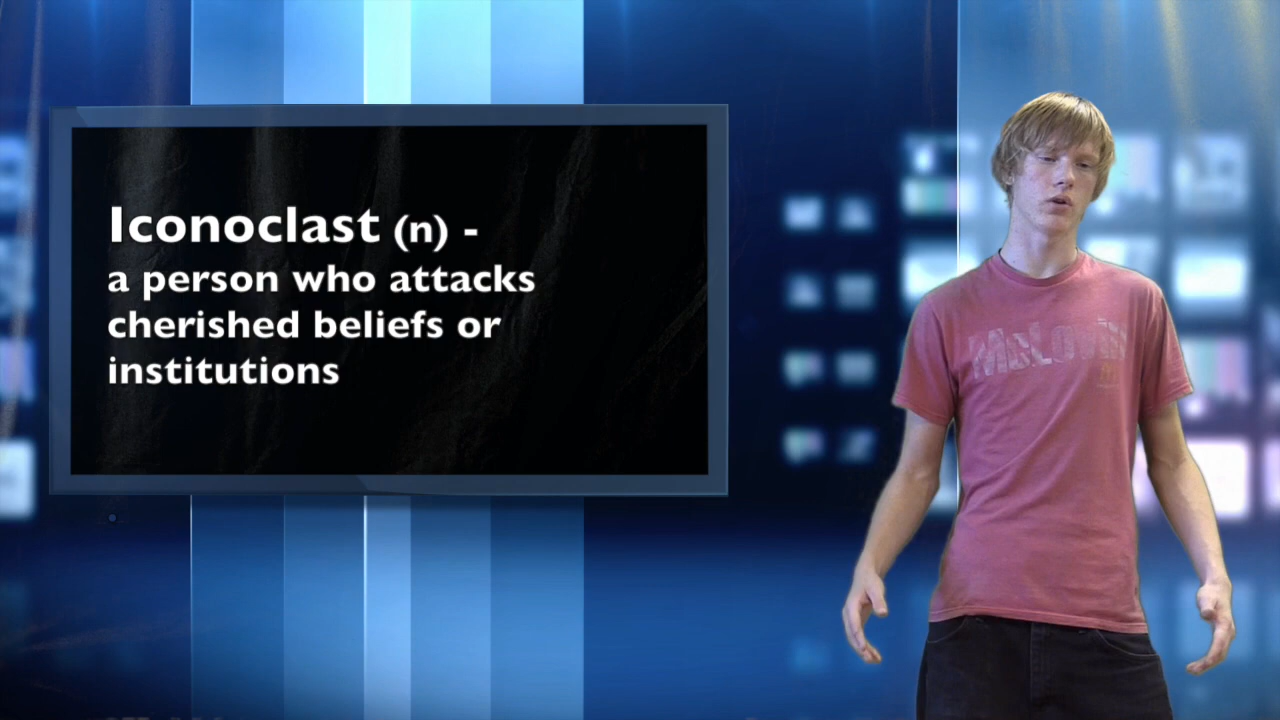 Iconoclast (n) -
a person who attacks
cherished beliefs or
institutions
McLovin